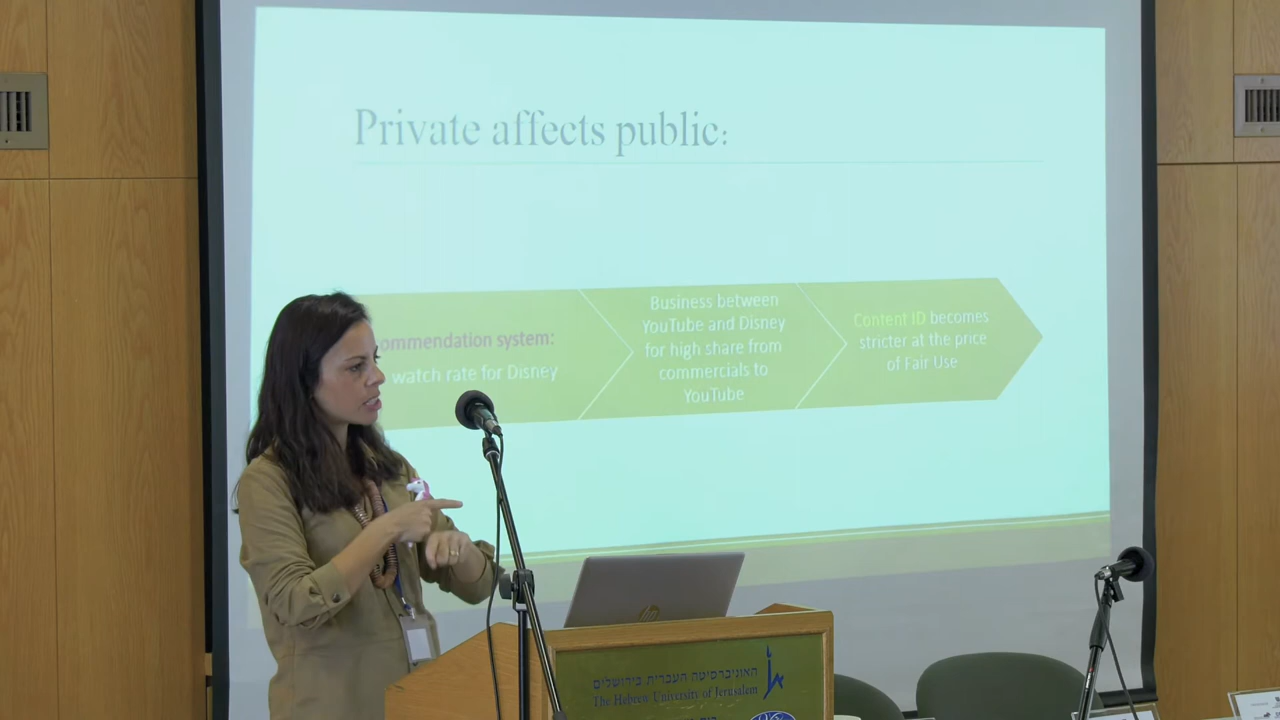 Private affects public:
ommendation system:
watch rate for Disney
Business between
YouTube and Disney
for high share from
commercials to
YouTube
Content ID becomes
stricter at the price
of Fair Use
hp
האוניברסיטה העברית בירושלים
The Hebrew University of Jerusalem